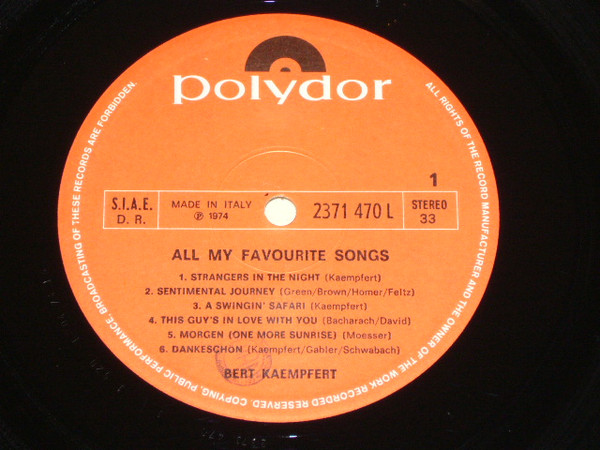 polydor
1
S.I.A.E.
D. R.
MADE IN ITALY
℗ 1974
2371 470 L
STEREO
33
ALL MY FAVOURITE SONGS
1. STRANGERS IN THE NIGHT (Kaempfert)
2. SENTIMENTAL JOURNEY (Green/Brown/Homer/Feltz)
3. A SWINGIN' SAFARI (Kaempfert)
4. THIS GUY'S IN LOVE WITH YOU (Bacharach/David)
5. MORGEN (ONE MORE SUNRISE) (Moesser)
6. DANKESCHON (Kaempfert/Gabler/Schwabach)
BERT KAEMPFERT
ALL RIGHTS OF THE RECORD MANUFACTURER AND THE OWNER OF THE WORK RECORDED RESERVED. COPYING, PUBLIC PERFORMANCE, BROADCASTING OF THESE RECORDS ARE FORBIDDEN.